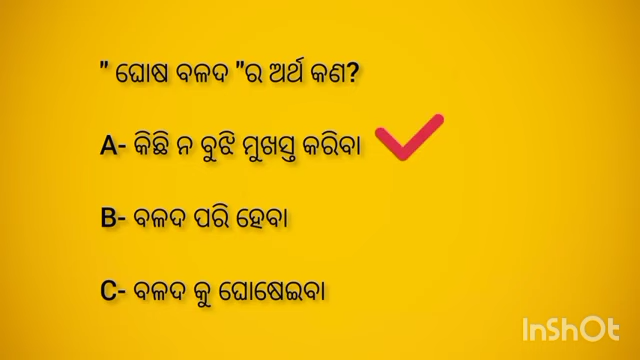 " ଘୋଷ ବଳଦ "ର ଅର୍ଥ କଣ?
A- କିଛି ନ ବୁଝି ମୁଖସ୍ତ କରିବା
B- ବଳଦ ପରି ହେବା
C- ବଳଦ କୁ ଘୋଷେଇବା
InShOt